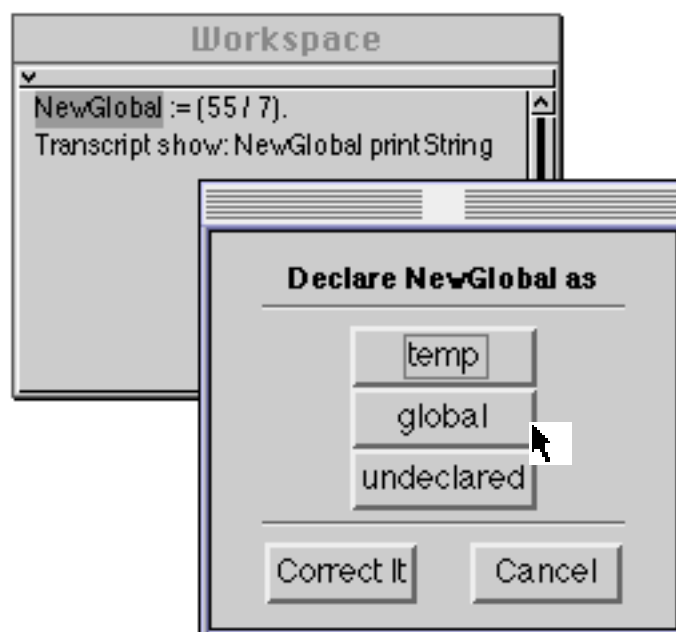 Workspace
NewGlobal := (55 / 7).
Transcript show: NewGlobal printString
Declare NewGlobal as
temp
global
undeclared
Correct It
Cancel